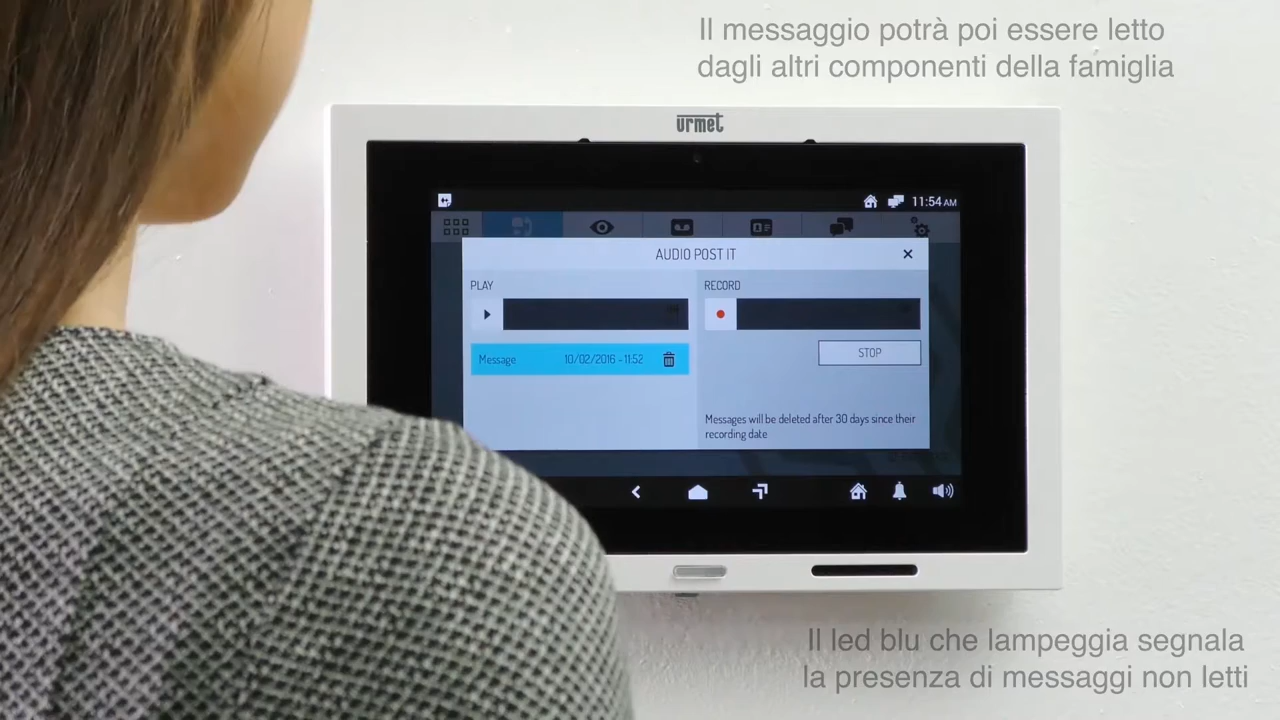 Il messaggio potrà poi essere letto
dagli altri componenti della famiglia
urmet
11:54 AM
AUDIO POST IT
PLAY
RECORD
STOP
Message 10/02/2016 - 11:52
Messages will be deleted after 30 days since their
recording date
Il led blu che lampeggia segnala
la presenza di messaggi non letti